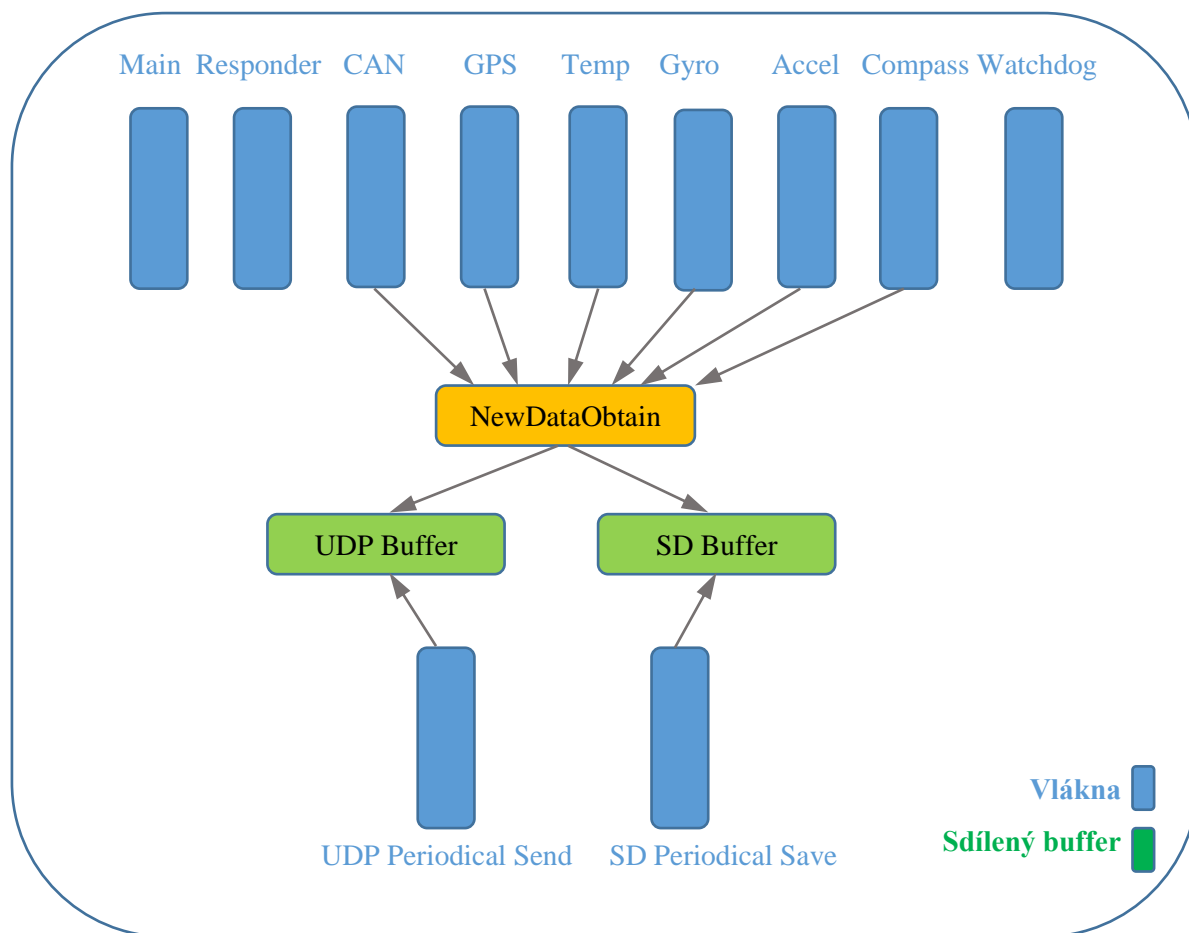 Main Responder CAN GPS Temp Gyro Accel Compass Watchdog
NewDataObtain
UDP Buffer SD Buffer
Vlákna
Sdílený buffer
UDP Periodical Send SD Periodical Save